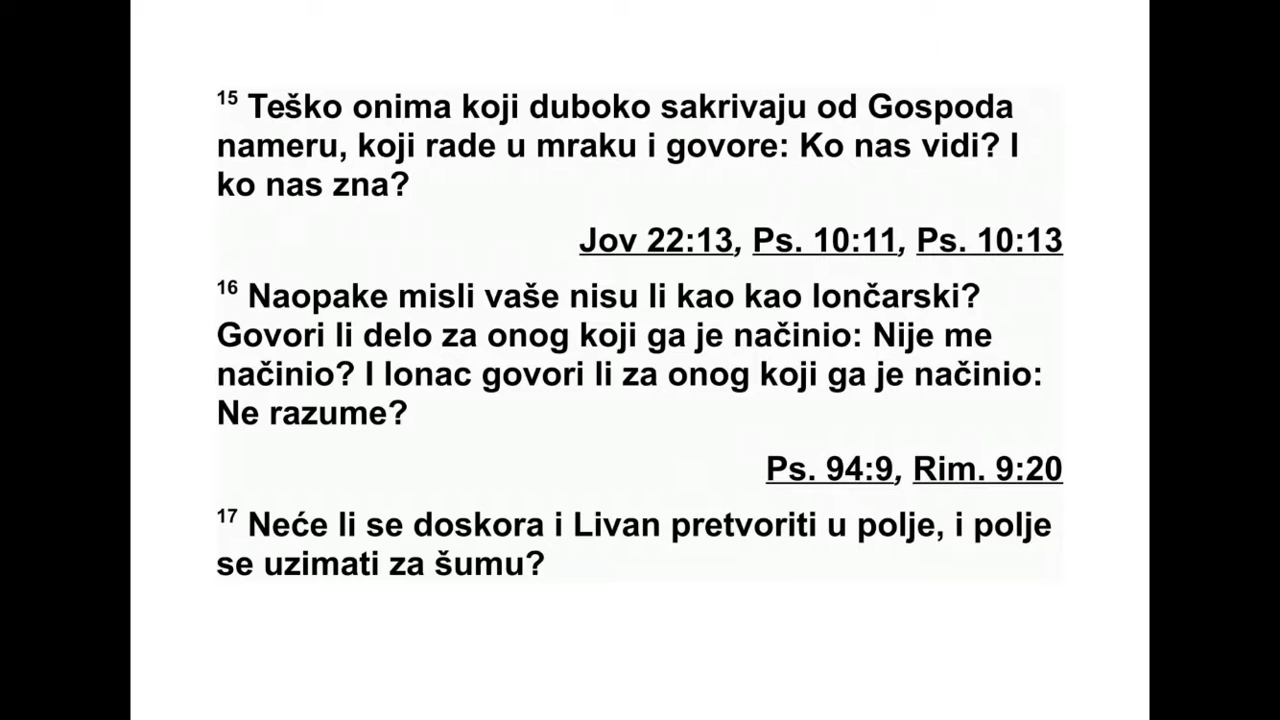 15 Teško onima koji duboko sakrivaju od Gospoda
nameru, koji rade u mraku i govore: Ko nas vidi? I
ko nas zna?
Jov 22:13, Ps. 10:11, Ps. 10:13
16 Naopake misli vaše nisu li kao kao lončarski?
Govori li delo za onog koji ga je načinio: Nije me
načinio? I lonac govori li za onog koji ga je načinio:
Ne razume?
Ps. 94:9, Rim. 9:20
17 Neće li se doskora i Livan pretvoriti u polje, i polje
se uzimati za šumu?